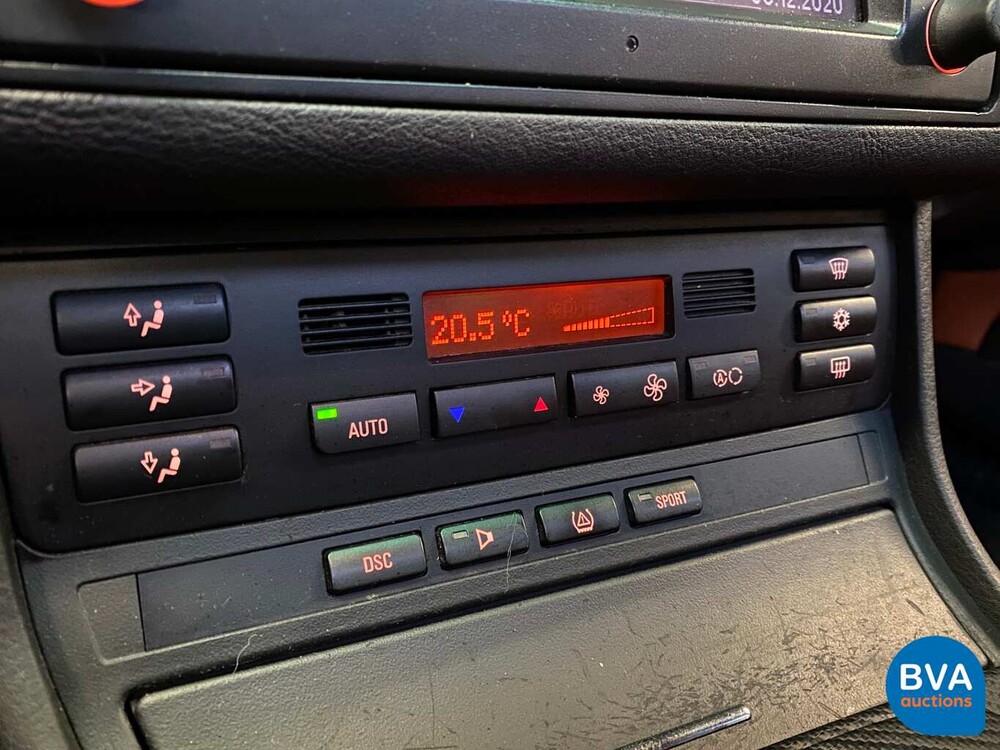 20.5°C
AUTO
DSC
SPORT
BVA
auctions